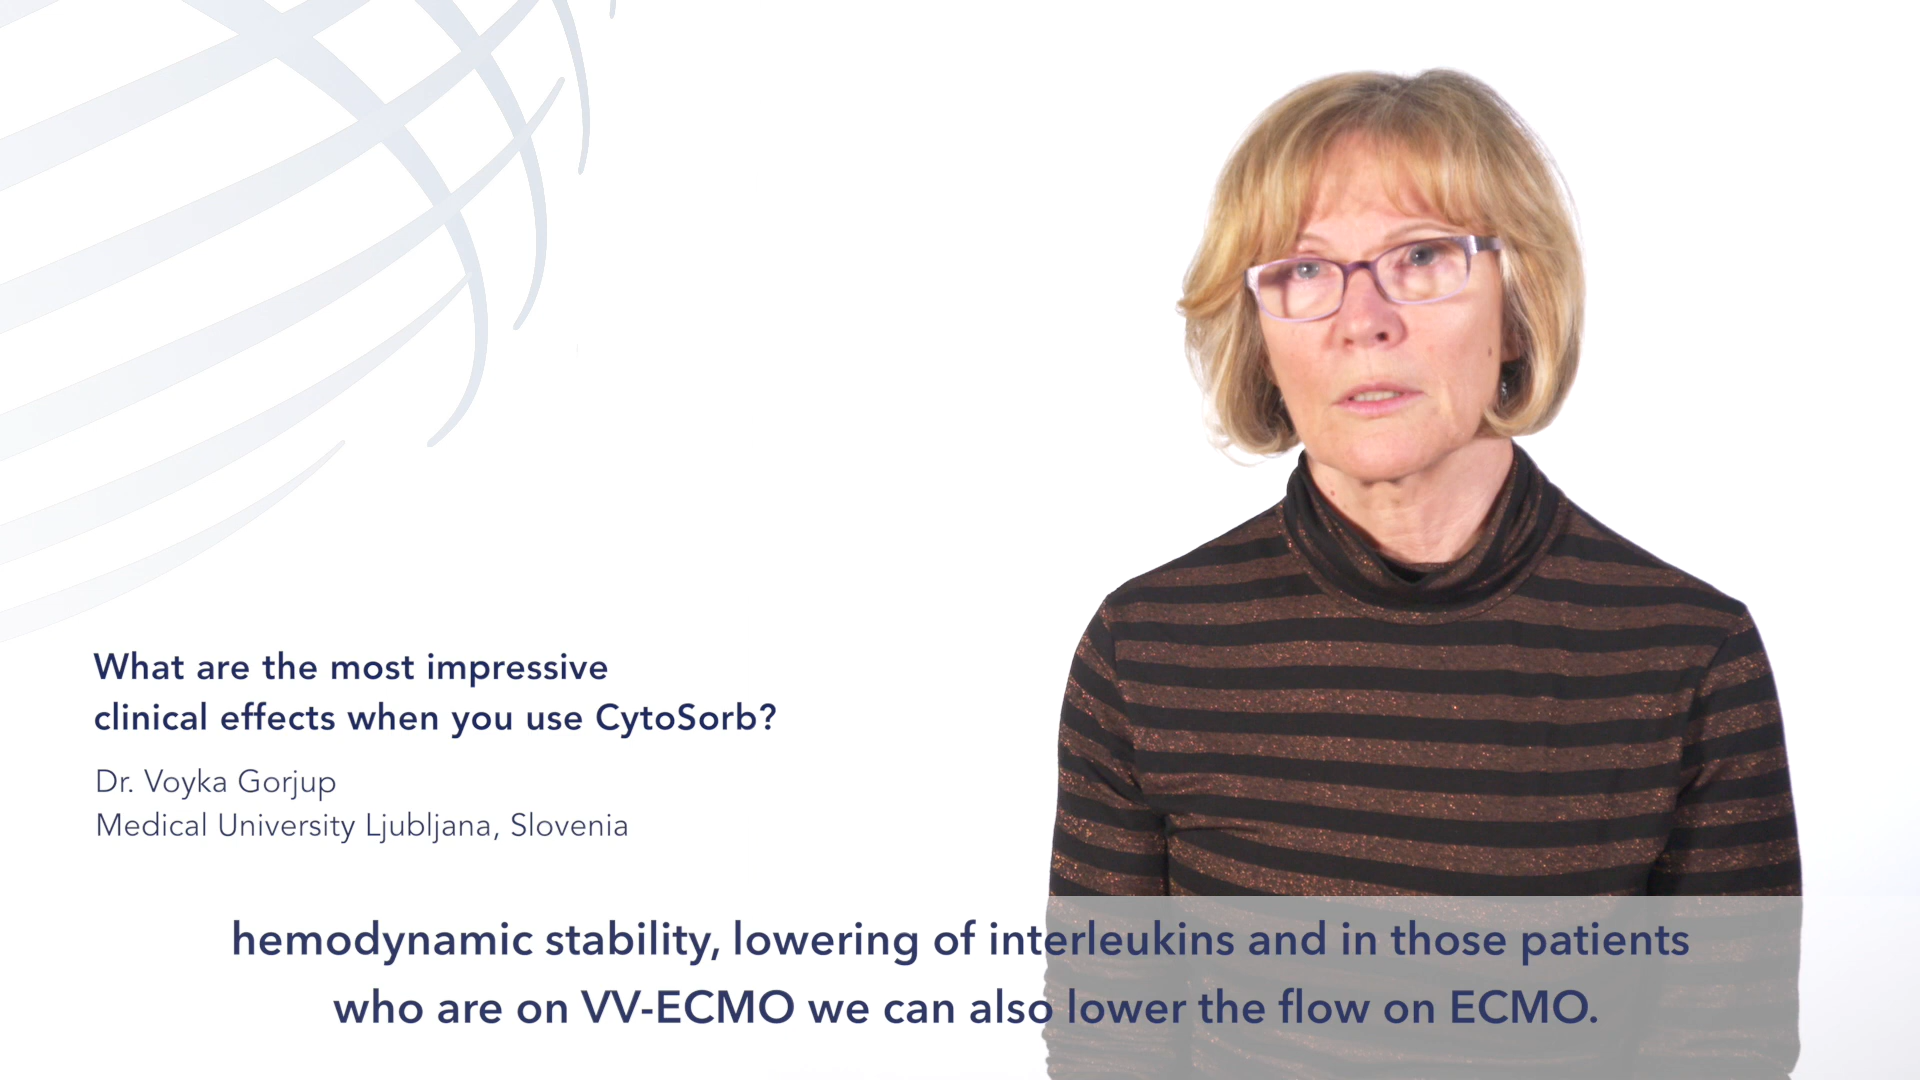 What are the most impressive
clinical effects when you use CytoSorb?
Dr. Voyka Gorjup
Medical University Ljubljana, Slovenia
hemodynamic stability, lowering of interleukins and in those patients
who are on VV-ECMO we can also lower the flow on ECMO.